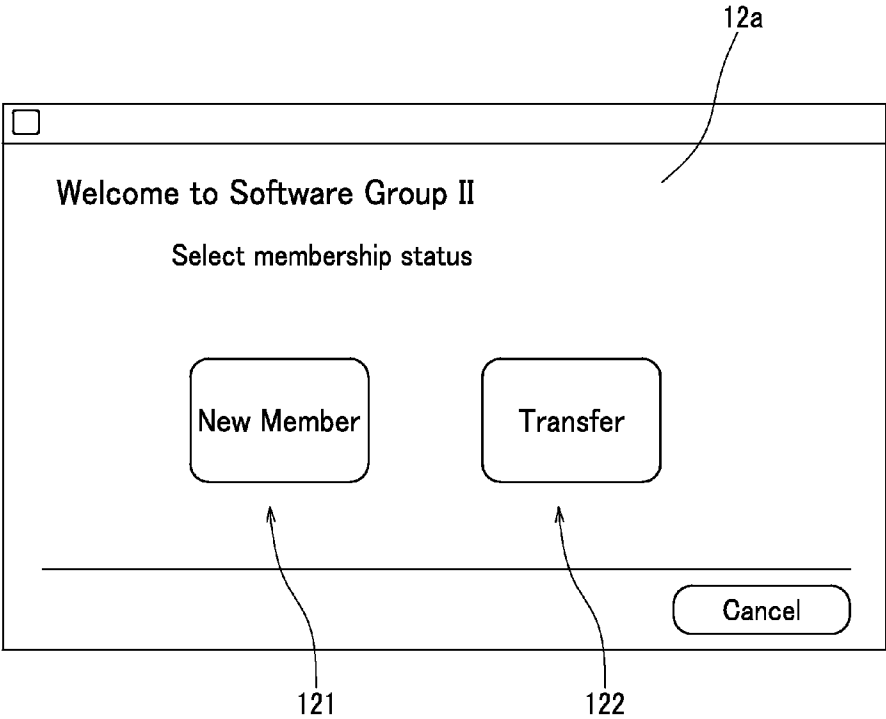 12a
Welcome to Software Group II
Select membership status
New Member
Transfer
Cancel
121
122